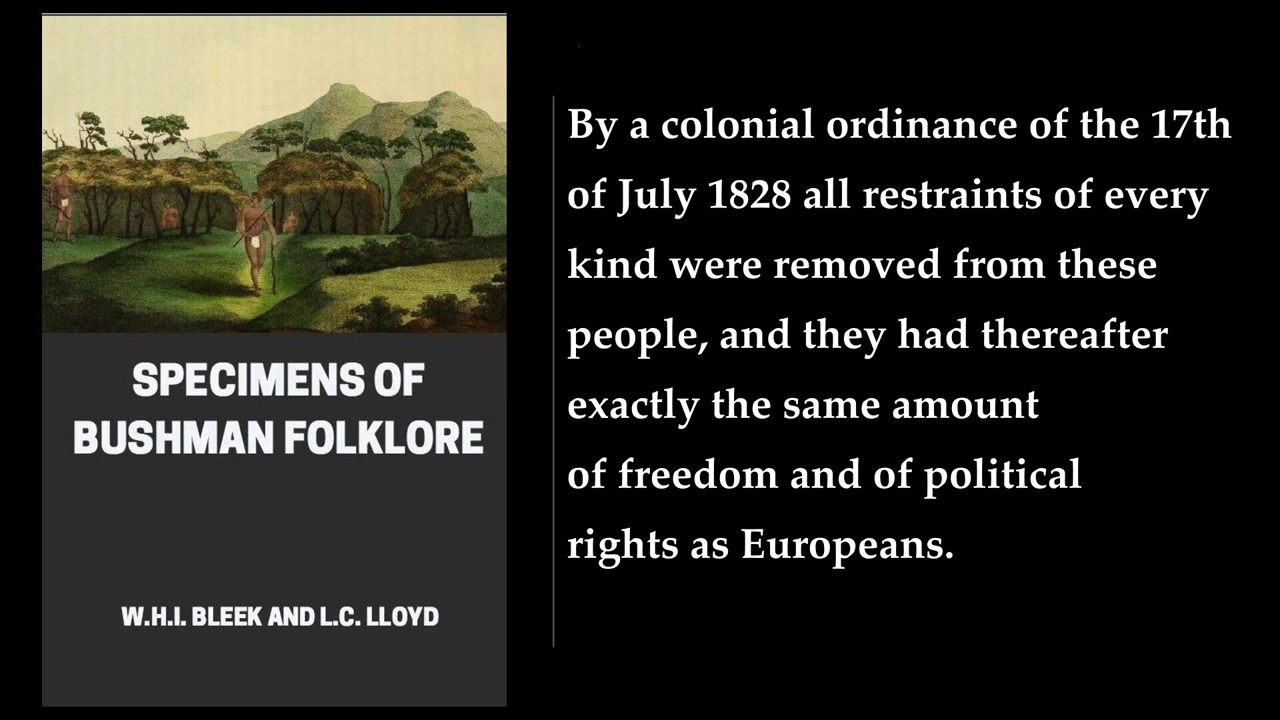 SPECIMENS OF
BUSHMAN FOLKLORE
W.H.I. BLEEK AND L.C. LLOYD
By a colonial ordinance of the 17th
of July 1828 all restraints of every
kind were removed from these
people, and they had thereafter
exactly the same amount
of freedom and of political
rights as Europeans.